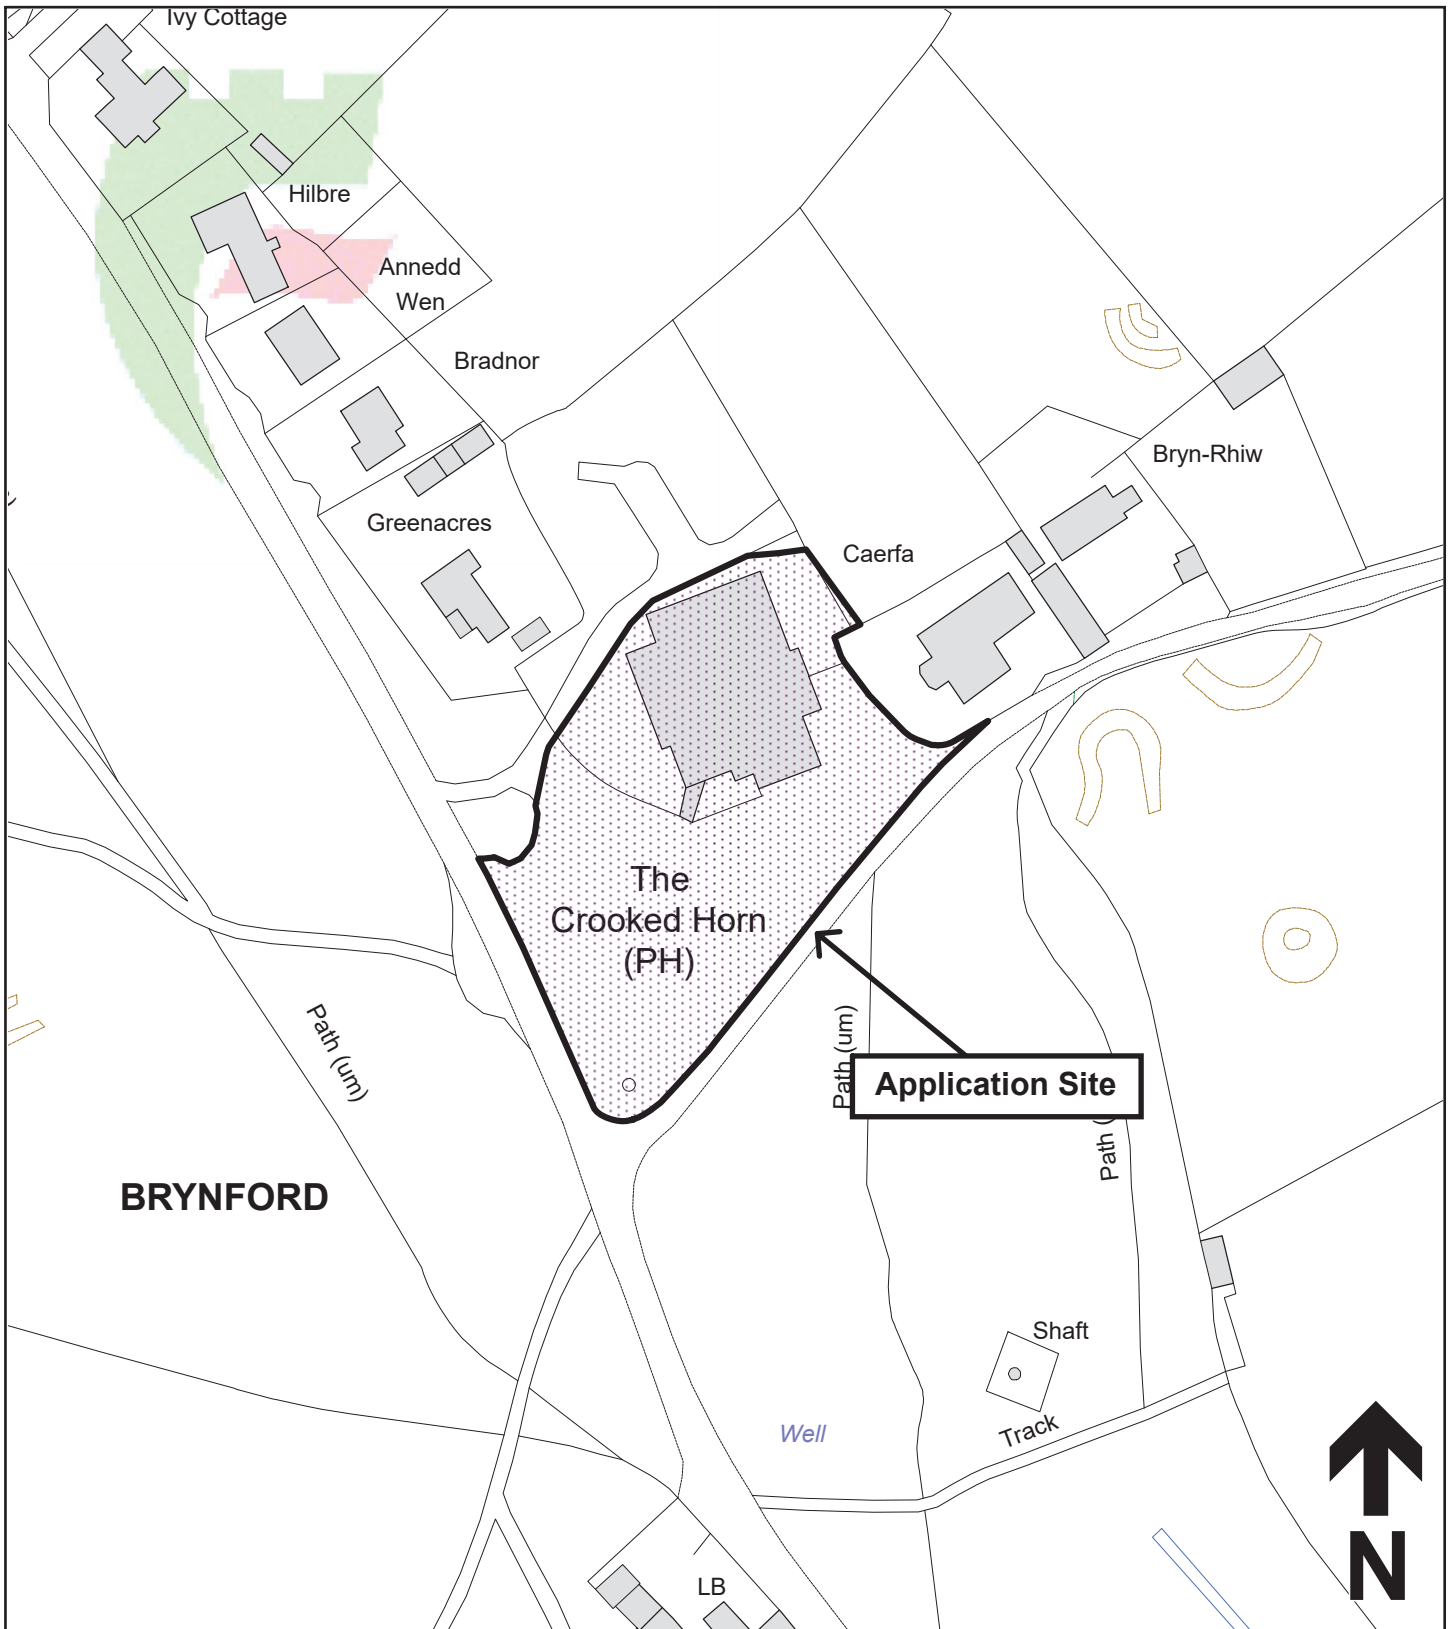 Ivy Cottage
Hilbre
Annedd
Wen
Bradnor
Bryn-Rhiw
Greenacres
Caerfa
The
Crooked Horn
(PH)
Path (um)
Path (um)
Application Site
Path (
BRYNFORD
Shaft
Track
Well
LB
N